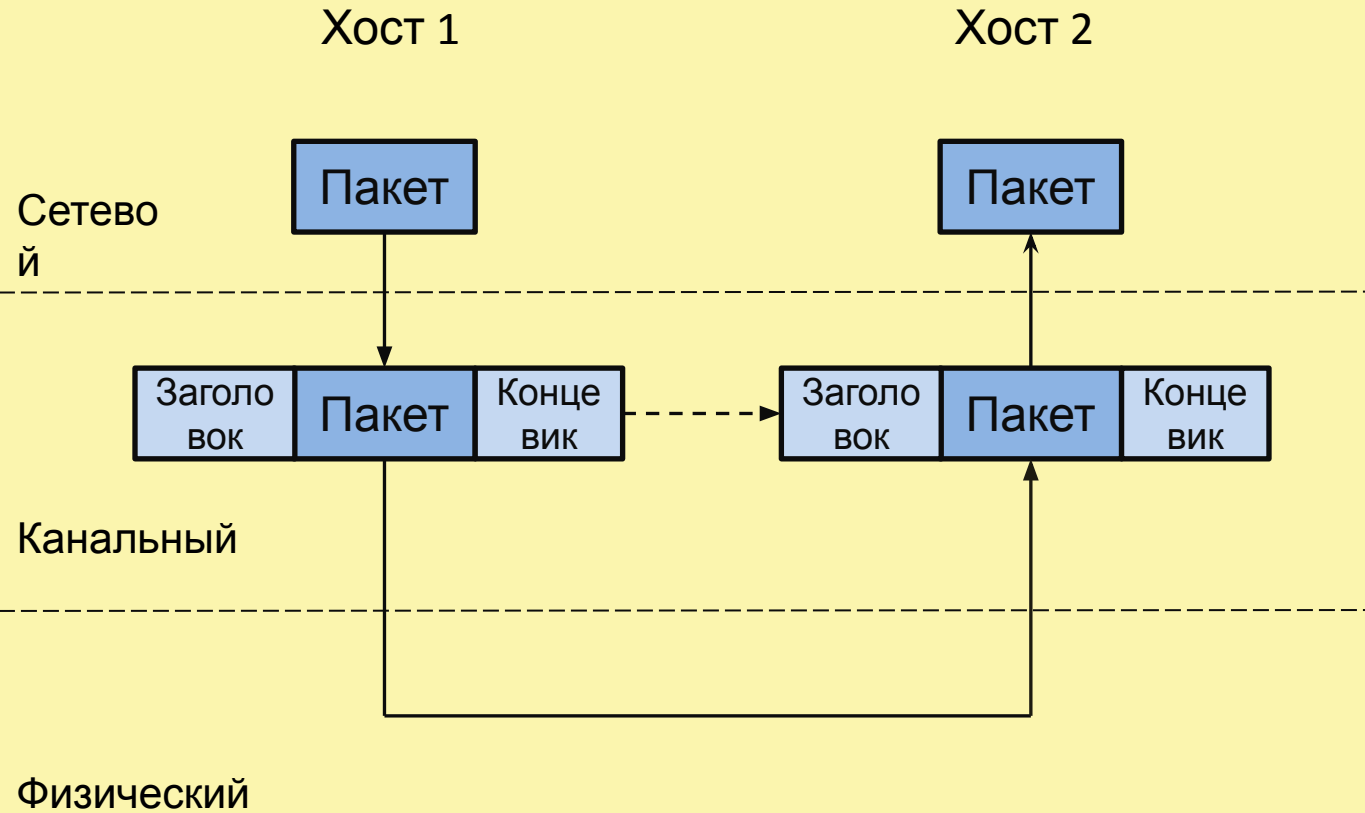 Хост 1
Хост 2
Пакет
Пакет
Сетево
й
Заголо
вок
Пакет
Конце
вик
Заголо
вок
Пакет
Конце
вик
Канальный
Физический